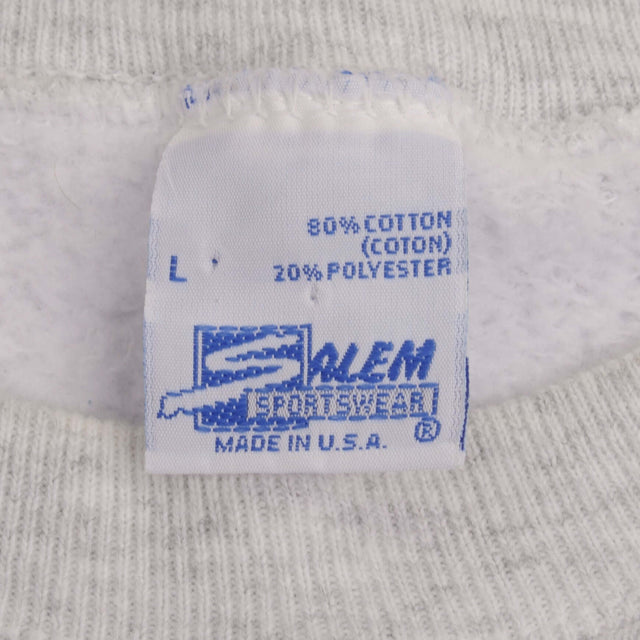 80% COTTON
(COTON)
L
20% POLYESTER
SALEM
SPORTSWEAR
®
MADE IN U.S.A.